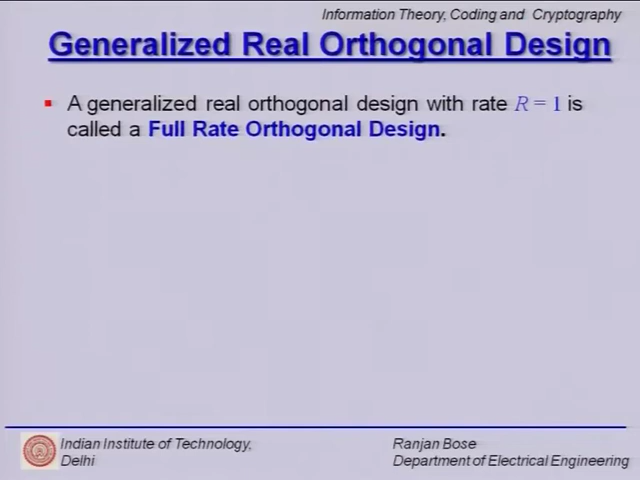 Information Theory, Coding and Cryptography
Generalized Real Orthogonal Design
A generalized real orthogonal design with rate R = 1 is
called a Full Rate Orthogonal Design.
Indian Institute of Technology,
Delhi
Ranjan Bose
Department of Electrical Engineering